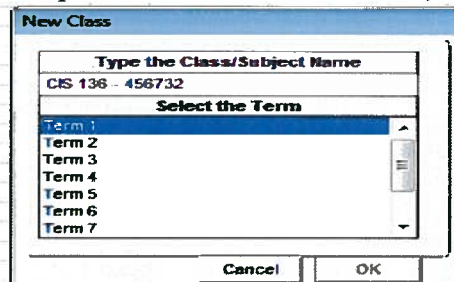 New Class
Type the Class/Subject Name
CIS 136 - 456732
Select the Term
Term 1
Term 2
Term 3
Term 4
Term 5
Term 6
Term 7
Cancel OK